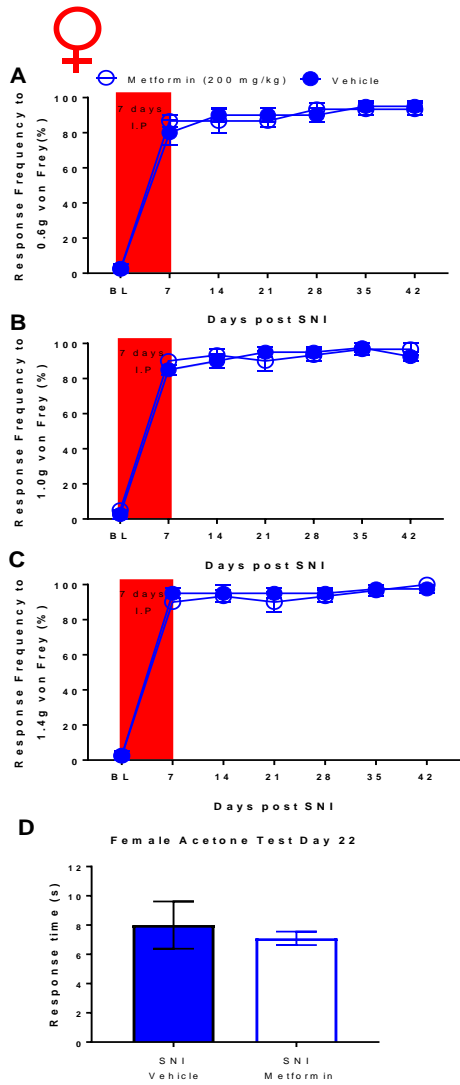 A
Metformin (200 mg/kg)
Vehicle
Response Frequency to
0.6g von Frey(%)
100
80
60
40
20
0
7 days
I.P
BL
7
14
21
28
35
42
Days post SNI
B
Response Frequency to
1.0g von Frey (%)
100
80
60
40
20
0
7 days
I.P
BL
7
14
21
28
35
42
Days post SNI
C
Response Frequency to
1.4g von Frey (%)
100
80
60
40
20
0
7 days
I.P
BL
7
14
21
28
35
42
Days post SNI
D
Female Acetone Test Day 22
Response time (s)
12
10
8
6
4
2
0
SNI
Vehicle
SNI
Metformin